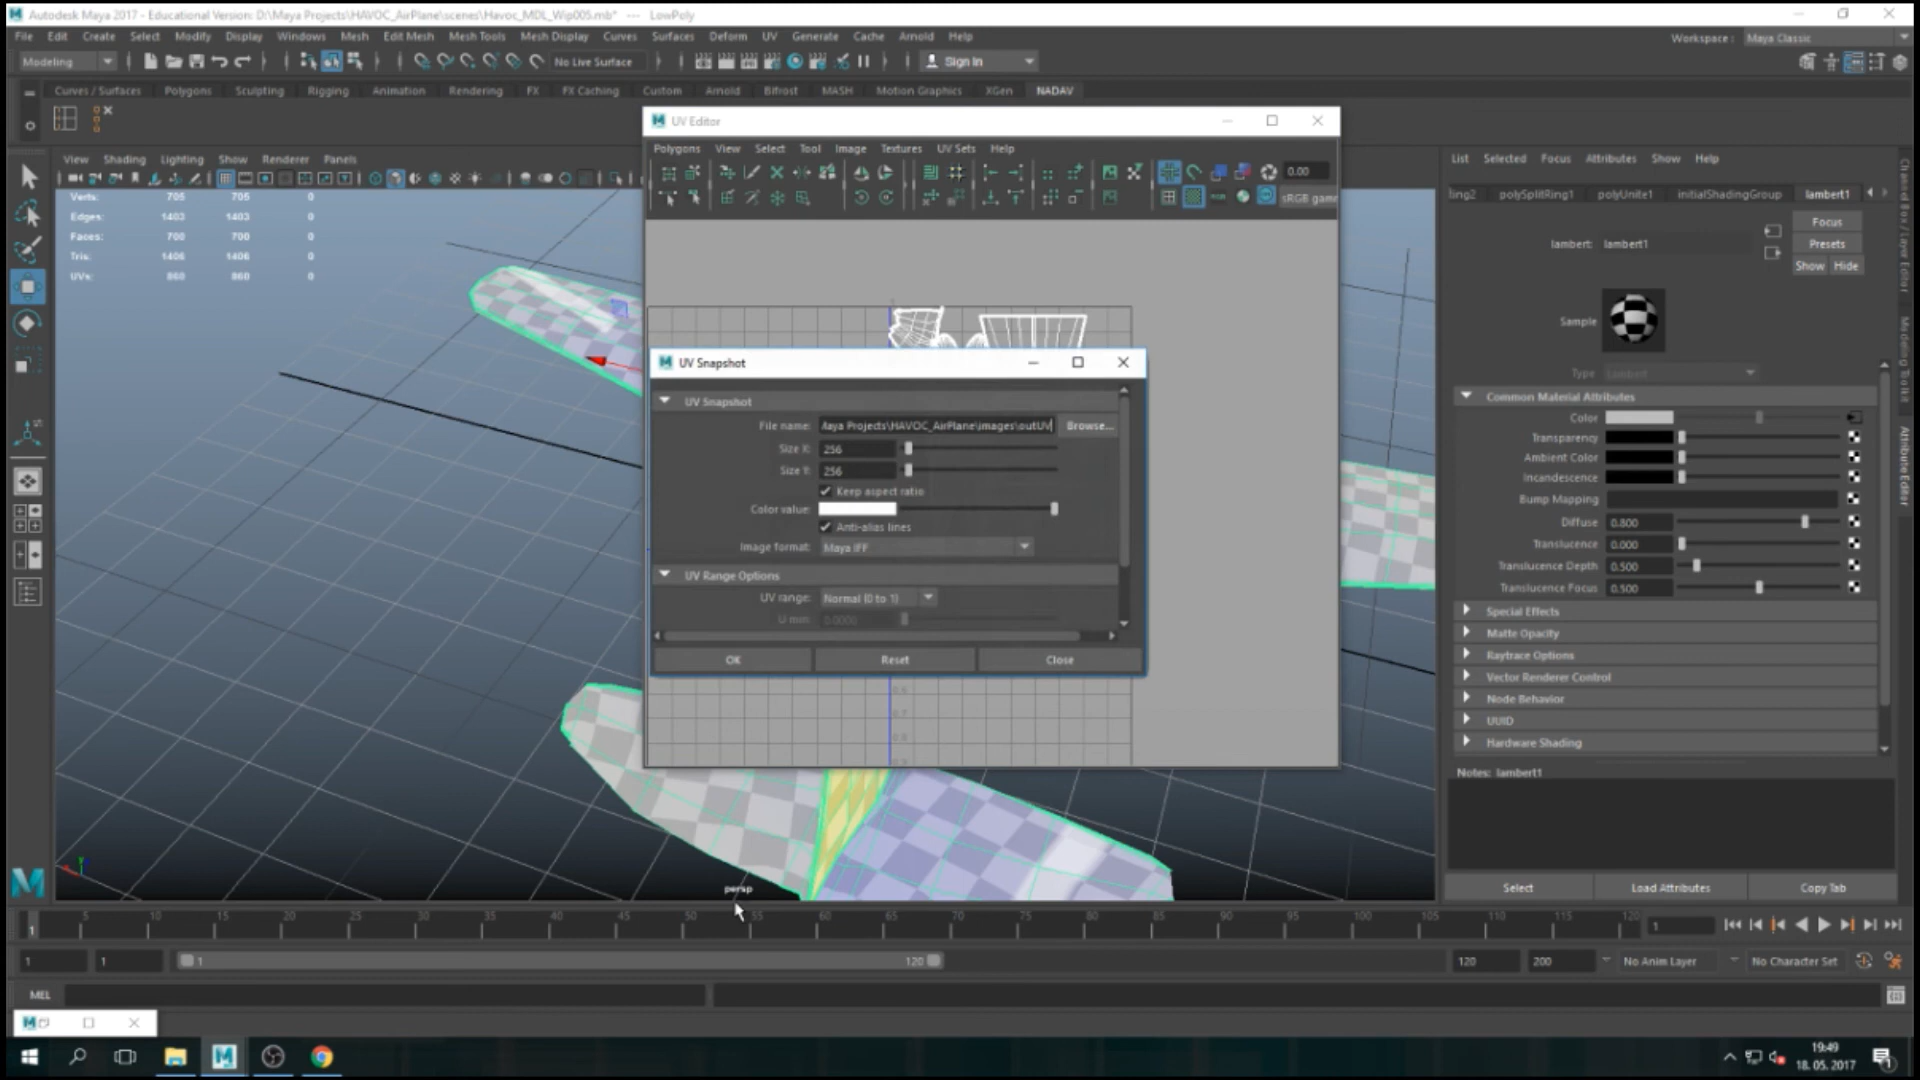 Autodesk Maya 2017 - Educational Version: D:\Maya Projects\HAVOC_AirPlane\scenes\Havoc_MDL_Wip005.mb*   ---   LowPoly
File Edit Create Select Modify Display Windows Mesh Edit Mesh Mesh Tools Mesh Display Curves Surfaces Deform UV Generate Cache Arnold Help
Workspace : Maya Classic
Modeling No Live Surface Sign In
Curves / Surfaces Polygons Sculpting Rigging Animation Rendering FX FX Caching Custom Arnold Bifrost MASH Motion Graphics XGen NADAV
UV Editor
Polygons View Select Tool Image Textures UV Sets Help
0.00
sRGB gamm
View Shading Lighting Show Renderer Panels
Verts: 705 705 0
Edges: 1403 1403 0
Faces: 700 700 0
Tris: 1406 1406 0
UVs: 860 860 0
UV Snapshot
UV Snapshot
File name: Maya Projects\HAVOC_AirPlane\images\outUV Browse...
Size X: 256
Size Y: 256
Keep aspect ratio
Color value:
Anti-alias lines
Image format: Maya IFF
UV Range Options
UV range: Normal (0 to 1)
U min: 0.0000
OK Reset Close
persp
List Selected Focus Attributes Show Help
ling2 polySplitRing1 polyUnite1 initialShadingGroup lambert1
lambert: lambert1
Focus
Presets
Show Hide
Sample
Type Lambert
Common Material Attributes
Color
Transparency
Ambient Color
Incandescence
Bump Mapping
Diffuse 0.800
Translucence 0.000
Translucence Depth 0.500
Translucence Focus 0.500
Special Effects
Matte Opacity
Raytrace Options
Vector Renderer Control
Node Behavior
UUID
Hardware Shading
Notes: lambert1
Select Load Attributes Copy Tab
Channel Box / Layer Editor
Modeling Toolkit
Attribute Editor
5 10 15 20 25 30 35 40 45 50 55 60 65 70 75 80 85 90 95 100 105 110 115 120
1 1
1 1 1 120 120 200 No Anim Layer No Character Set
MEL
19:49
18. 05. 2017